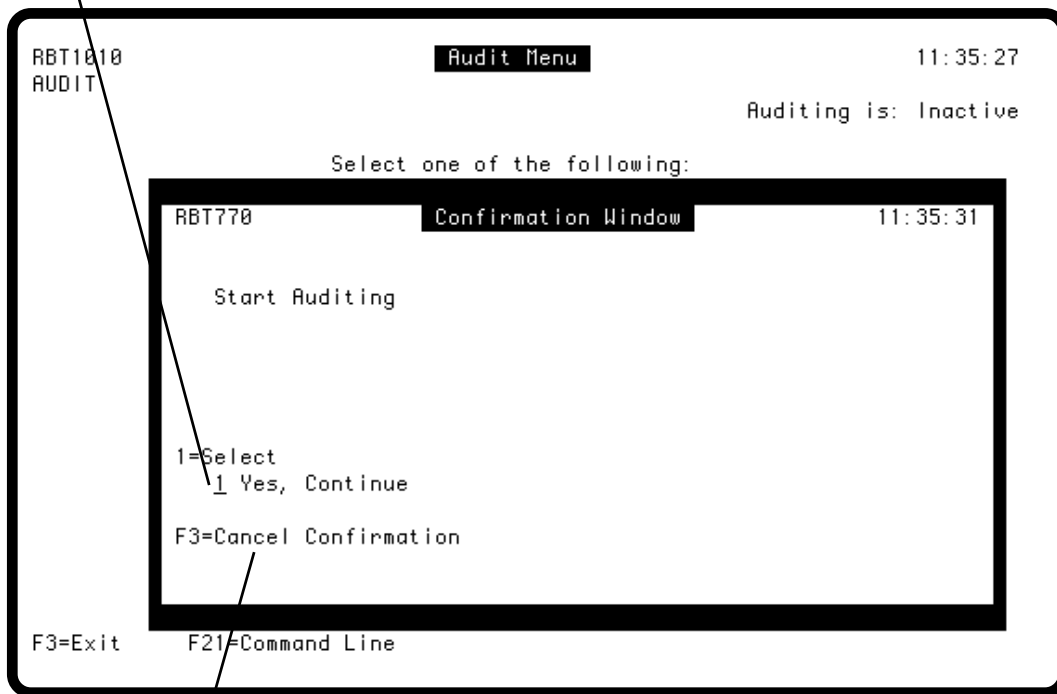 RBT1010 Audit Menu 11:35:27
AUDIT
Auditing is: Inactive
Select one of the following:
RBT770 Confirmation Window 11:35:31
Start Auditing
1=Select
1 Yes, Continue
F3=Cancel Confirmation
F3=Exit F21=Command Line